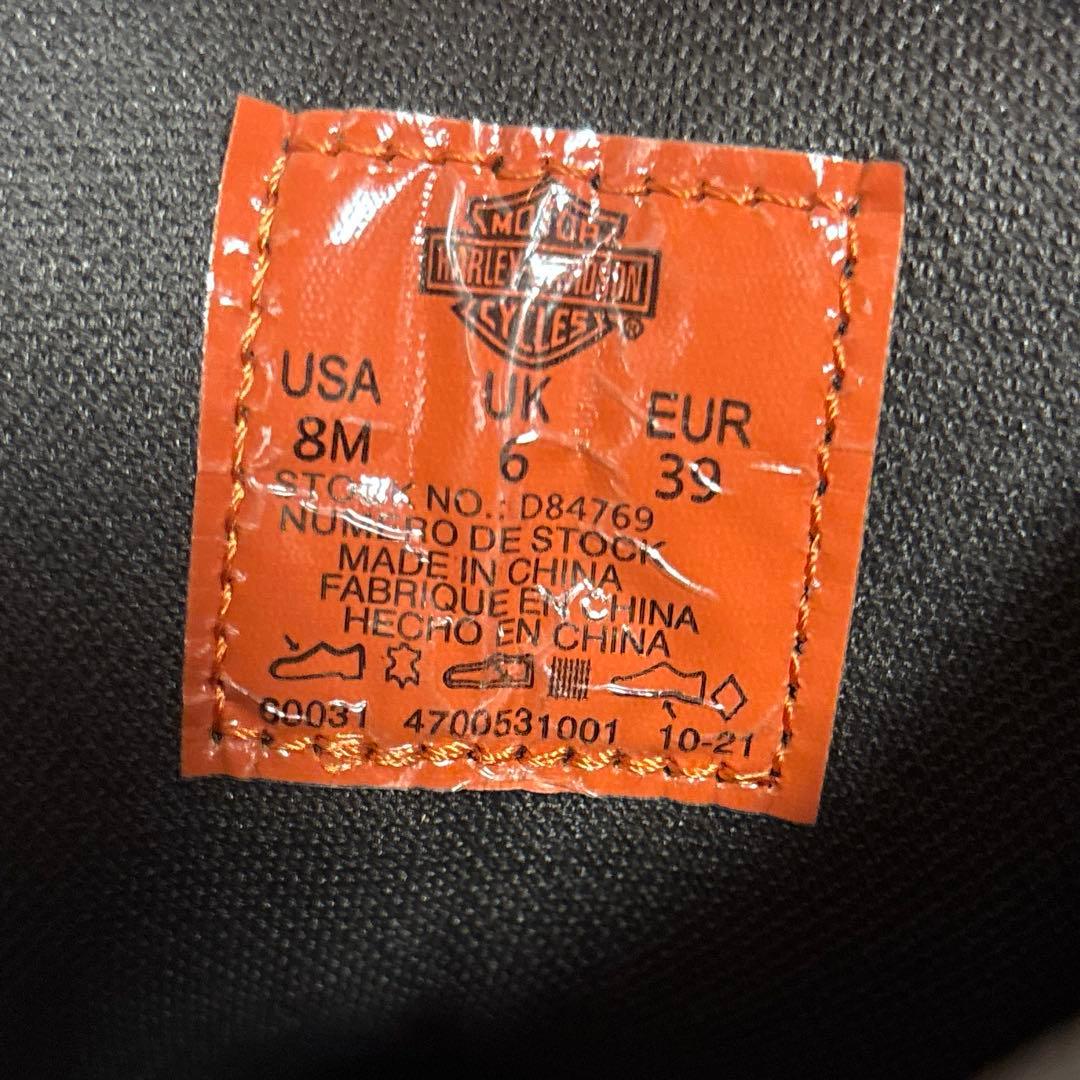 MOTOR
HARLEY-DAVIDSON
CYCLES®
USA UK EUR
8M 6 39
STOCK NO.: D84769
NUMERO DE STOCK
MADE IN CHINA
FABRIQUE EN CHINA
HECHO EN CHINA
80031 4700531001 10-21